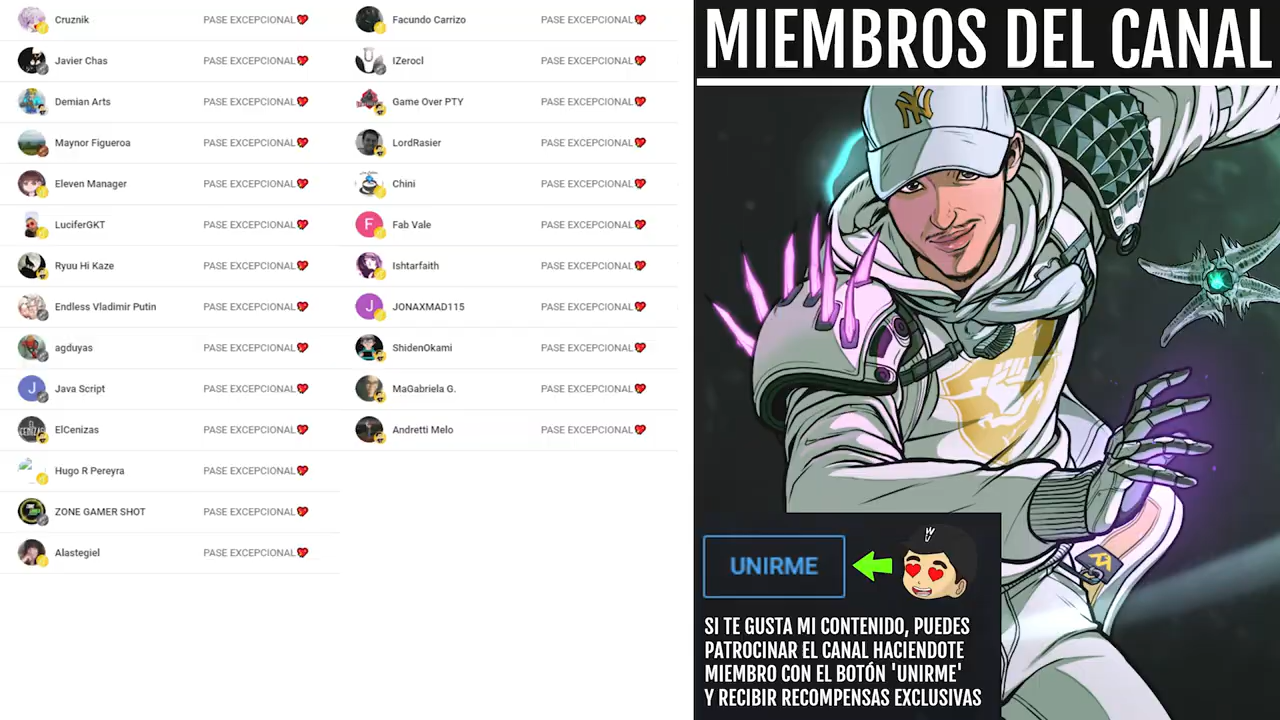 Cruznik PASE EXCEPCIONAL
Javier Chas PASE EXCEPCIONAL
Demian Arts PASE EXCEPCIONAL
Maynor Figueroa PASE EXCEPCIONAL
Eleven Manager PASE EXCEPCIONAL
LuciferGKT PASE EXCEPCIONAL
Ryuu Hi Kaze PASE EXCEPCIONAL
Endless Vladimir Putin PASE EXCEPCIONAL
agduyas PASE EXCEPCIONAL
J Java Script PASE EXCEPCIONAL
ElCenizas PASE EXCEPCIONAL
Hugo R Pereyra PASE EXCEPCIONAL
ZONE GAMER SHOT PASE EXCEPCIONAL
Alastegiel PASE EXCEPCIONAL
Facundo Carrizo PASE EXCEPCIONAL
IZerocl PASE EXCEPCIONAL
Game Over PTY PASE EXCEPCIONAL
LordRasier PASE EXCEPCIONAL
Chini PASE EXCEPCIONAL
F Fab Vale PASE EXCEPCIONAL
Ishtarfaith PASE EXCEPCIONAL
J JONAXMAD115 PASE EXCEPCIONAL
ShidenOkami PASE EXCEPCIONAL
MaGabriela G. PASE EXCEPCIONAL
Andretti Melo PASE EXCEPCIONAL
MIEMBROS DEL CANAL
NY
UNIRME
SI TE GUSTA MI CONTENIDO, PUEDES
PATROCINAR EL CANAL HACIENDOTE
MIEMBRO CON EL BOTÓN 'UNIRME'
Y RECIBIR RECOMPENSAS EXCLUSIVAS